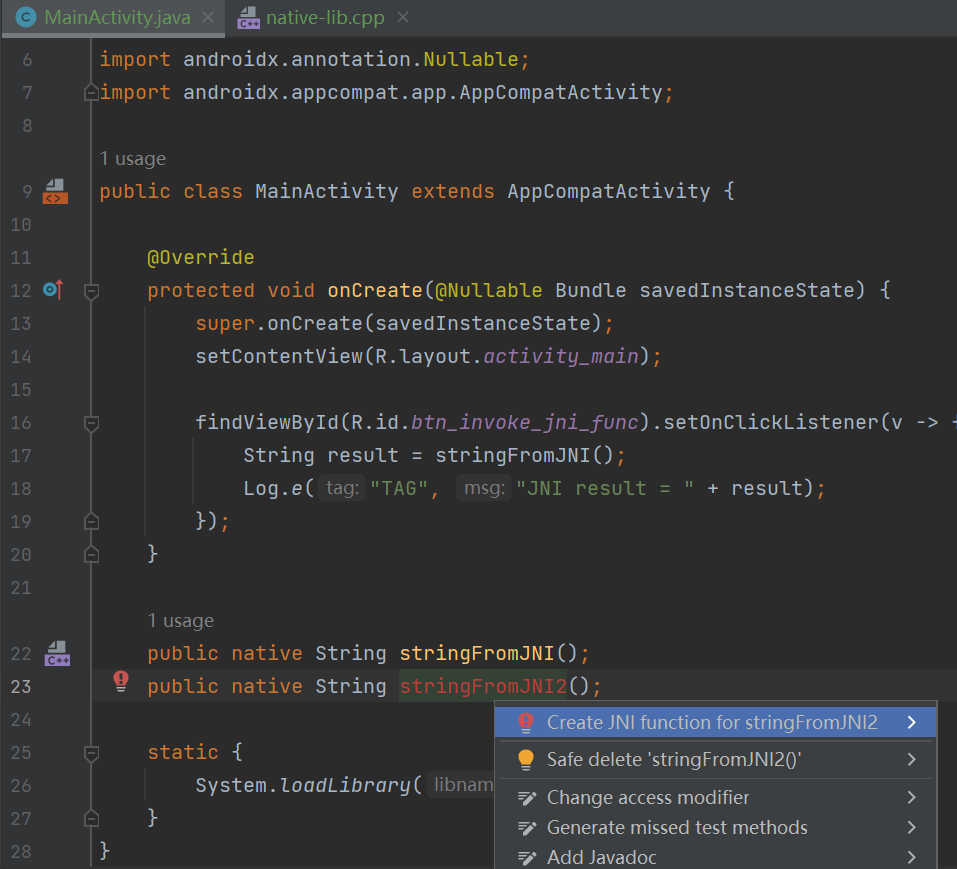 MainActivity.java native-lib.cpp
6 import androidx.annotation.Nullable;
7 import androidx.appcompat.app.AppCompatActivity;
8
1 usage
9 public class MainActivity extends AppCompatActivity {
10
11 @Override
12 protected void onCreate(@Nullable Bundle savedInstanceState) {
13 super.onCreate(savedInstanceState);
14 setContentView(R.layout.activity_main);
15
16 findViewById(R.id.btn_invoke_jni_func).setOnClickListener(v -> {
17 String result = stringFromJNI();
18 Log.e( tag: "TAG", msg: "JNI result = " + result);
19 });
20 }
21
1 usage
22 public native String stringFromJNI();
23 public native String stringFromJNI2();
24
Create JNI function for stringFromJNI2
25 static {
Safe delete 'stringFromJNI2()'
26 System.loadLibrary( libnam
Change access modifier
27 }
Generate missed test methods
28 }
Add Javadoc